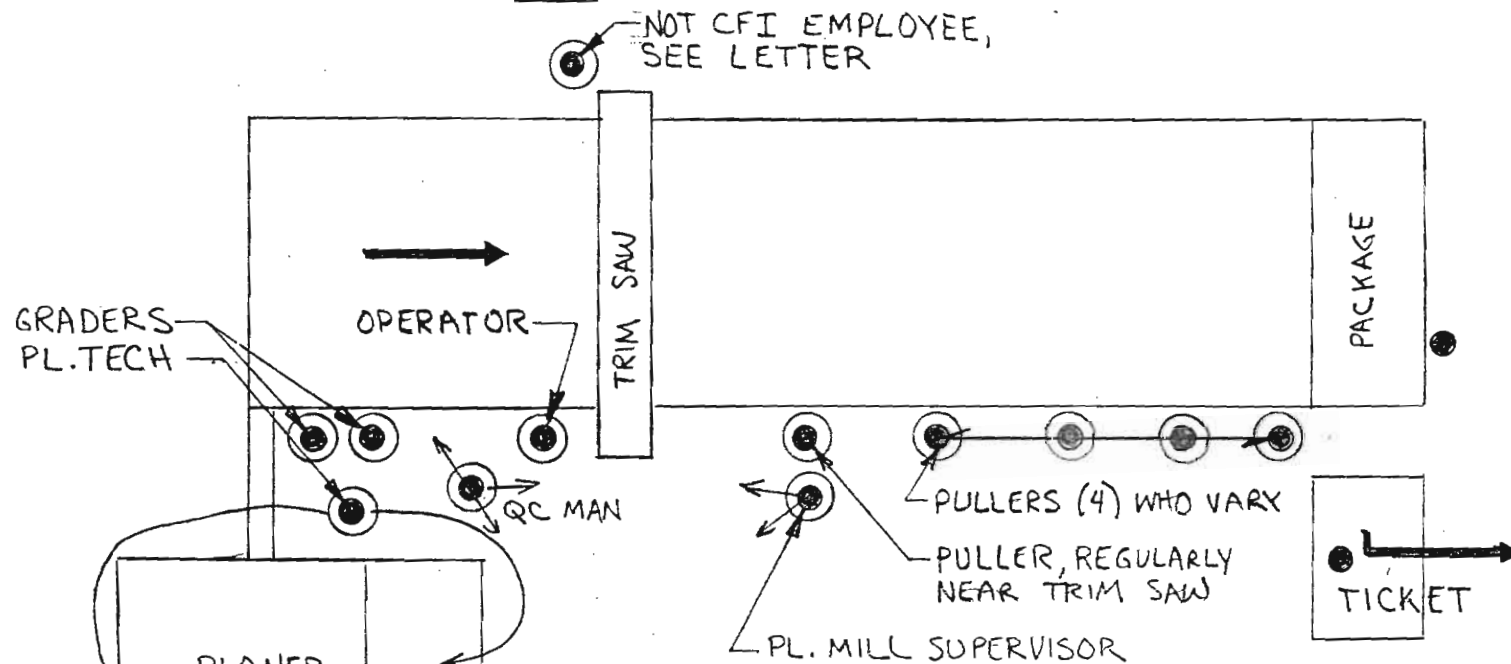 NOT CFI EMPLOYEE,
SEE LETTER
TRIM SAW
PACKAGE
GRADERS
PL. TECH
OPERATOR
QC MAN
PULLERS (4) WHO VARY
PULLER, REGULARLY
NEAR TRIM SAW
TICKET
PL. MILL SUPERVISOR
PLANER